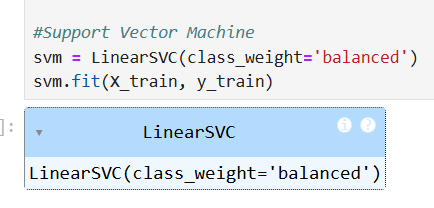 #Support Vector Machine
svm = LinearSVC(class_weight='balanced')
svm.fit(X_train, y_train)
]:
▾ LinearSVC i ?
LinearSVC(class_weight='balanced')